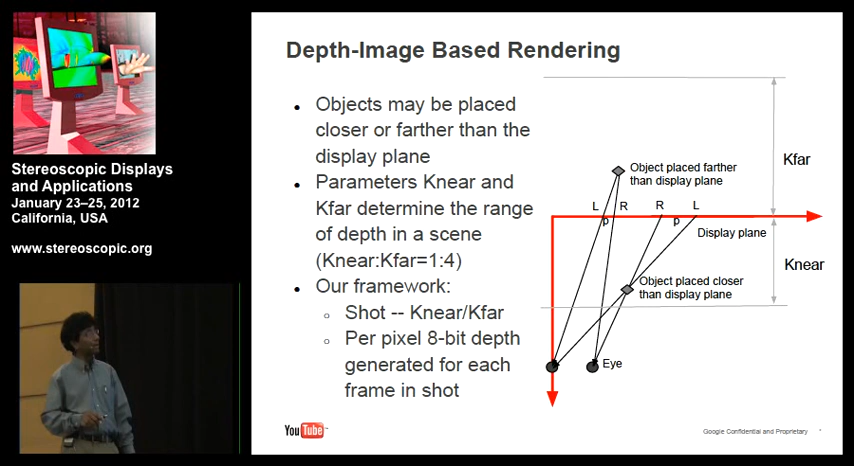 Stereoscopic Displays
and Applications
January 23–25, 2012
California, USA
www.stereoscopic.org
Depth-Image Based Rendering
• Objects may be placed
closer or farther than the
display plane
• Parameters Knear and
Kfar determine the range
of depth in a scene
(Knear:Kfar=1:4)
• Our framework:
o Shot -- Knear/Kfar
o Per pixel 8-bit depth
generated for each
frame in shot
Kfar
Object placed farther
than display plane
L R R L
p p
Display plane
Knear
Object placed closer
than display plane
Eye
YouTube
Google Confidential and Proprietary